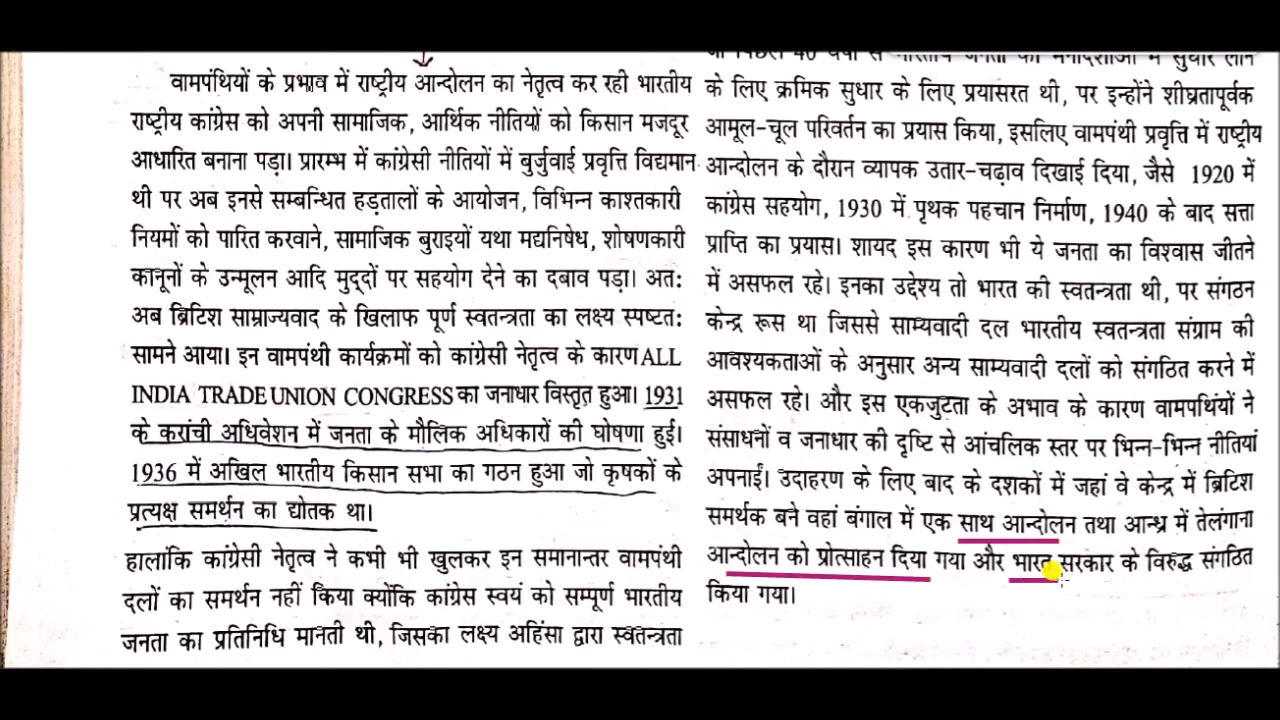 वामपंथियों के प्रभाव में राष्ट्रीय आन्दोलन का नेतृत्व कर रही भारतीय
राष्ट्रीय कांग्रेस को अपनी सामाजिक, आर्थिक नीतियों को किसान मजदूर
आधारित बनाना पड़ा। प्रारम्भ में कांग्रेसी नीतियों में बुर्जुवाई प्रवृत्ति विद्यमान
थी पर अब इनसे सम्बन्धित हड़तालों के आयोजन, विभिन्न काश्तकारी
नियमों को पारित करवाने, सामाजिक बुराइयों यथा मद्यनिषेध, शोषणकारी
कानूनों के उन्मूलन आदि मुद्दों पर सहयोग देने का दबाव पड़ा। अतः
अब ब्रिटिश साम्राज्यवाद के खिलाफ पूर्ण स्वतन्त्रता का लक्ष्य स्पष्टतः
सामने आया। इन वामपंथी कार्यक्रमों को कांग्रेसी नेतृत्व के कारण ALL
INDIA TRADE UNION CONGRESS का जनाधार विस्तृत हुआ। 1931
के करांची अधिवेशन में जनता के मौलिक अधिकारों की घोषणा हुई।
1936 में अखिल भारतीय किसान सभा का गठन हुआ जो कृषकों के
प्रत्यक्ष समर्थन का द्योतक था।
हालांकि कांग्रेसी नेतृत्व ने कभी भी खुलकर इन समानान्तर वामपंथी
दलों का समर्थन नहीं किया क्योंकि कांग्रेस स्वयं को सम्पूर्ण भारतीय
जनता का प्रतिनिधि मानती थी, जिसका लक्ष्य अहिंसा द्वारा स्वतन्त्रता
के लिए क्रमिक सुधार के लिए प्रयासरत थी, पर इन्होंने शीघ्रतापूर्वक
आमूल-चूल परिवर्तन का प्रयास किया, इसलिए वामपंथी प्रवृत्ति में राष्ट्रीय
आन्दोलन के दौरान व्यापक उतार-चढ़ाव दिखाई दिया, जैसे 1920 में
कांग्रेस सहयोग, 1930 में पृथक पहचान निर्माण, 1940 के बाद सत्ता
प्राप्ति का प्रयास। शायद इस कारण भी ये जनता का विश्वास जीतने
में असफल रहे। इनका उद्देश्य तो भारत की स्वतन्त्रता थी, पर संगठन
केन्द्र रूस था जिससे साम्यवादी दल भारतीय स्वतन्त्रता संग्राम की
आवश्यकताओं के अनुसार अन्य साम्यवादी दलों को संगठित करने में
असफल रहे। और इस एकजुटता के अभाव के कारण वामपथियों ने
संसाधनों व जनाधार की दृष्टि से आंचलिक स्तर पर भिन्न-भिन्न नीतियां
अपनाईं। उदाहरण के लिए बाद के दशकों में जहां वे केन्द्र में ब्रिटिश
समर्थक बने वहां बंगाल में एक साथ आन्दोलन तथा आन्ध्र में तेलंगाना
आन्दोलन को प्रोत्साहन दिया गया और भारत सरकार के विरुद्ध संगठित
किया गया।